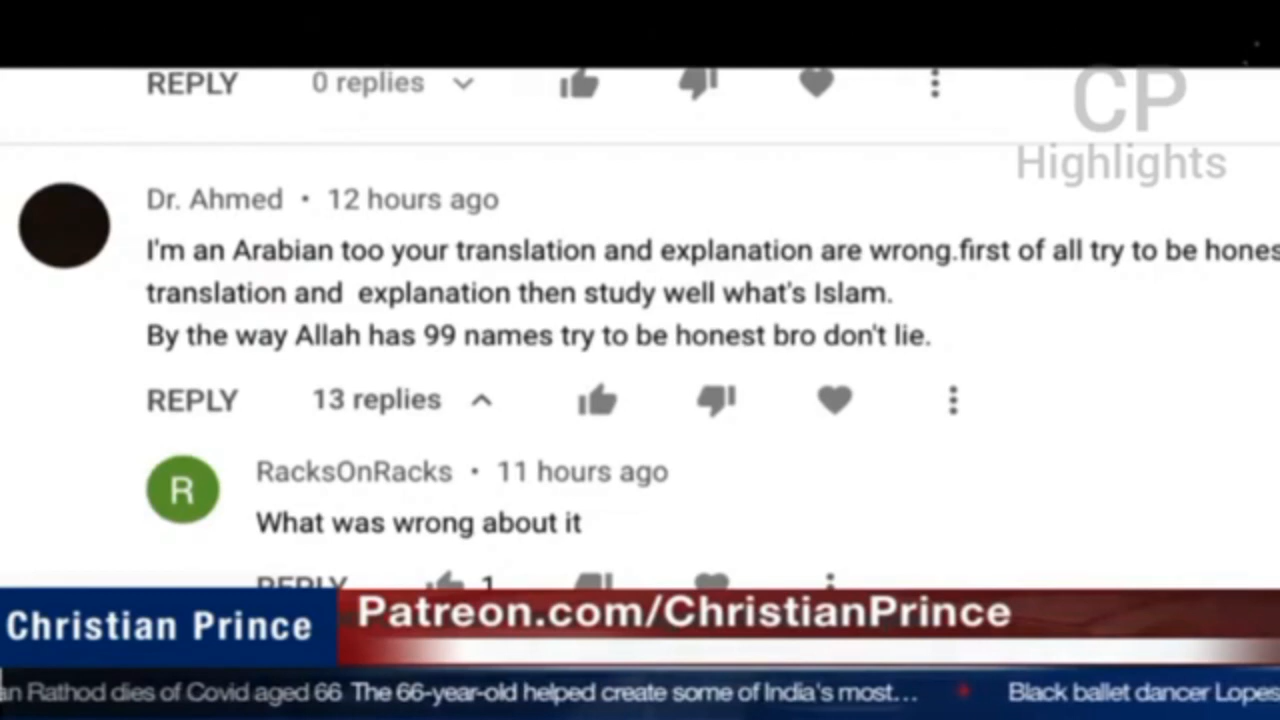 REPLY 0 replies
CP
Highlights
Dr. Ahmed • 12 hours ago
I'm an Arabian too your translation and explanation are wrong.first of all try to be hones
translation and explanation then study well what's Islam.
By the way Allah has 99 names try to be honest bro don't lie.
REPLY 13 replies
R
RacksOnRacks • 11 hours ago
What was wrong about it
REPLY 1
Christian Prince
Patreon.com/ChristianPrince
an Rathod dies of Covid aged 66 The 66-year-old helped create some of India's most... Black ballet dancer Lopes